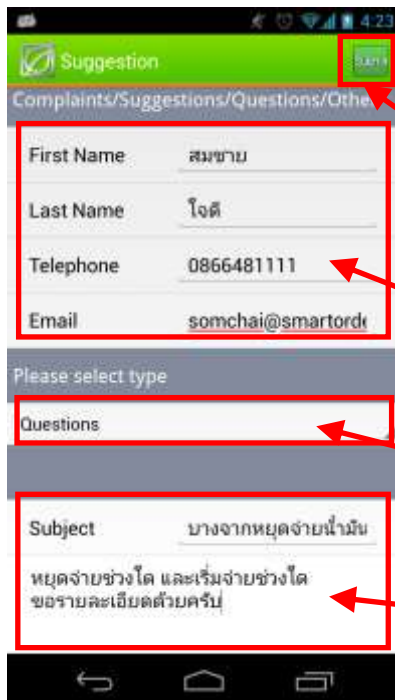 4:23
Suggestion
Complaints/Suggestions/Questions/Othe
First Name สมชาย
Last Name ใจดี
Telephone 0866481111
Email somchai@smartorde
Please select type
Questions
Subject บางจากหยุดจ่ายน้ำมัน
หยุดจ่ายช่วงใด และเริ่มจ่ายช่วงใด
ขอรายละเอียดด้วยครับ